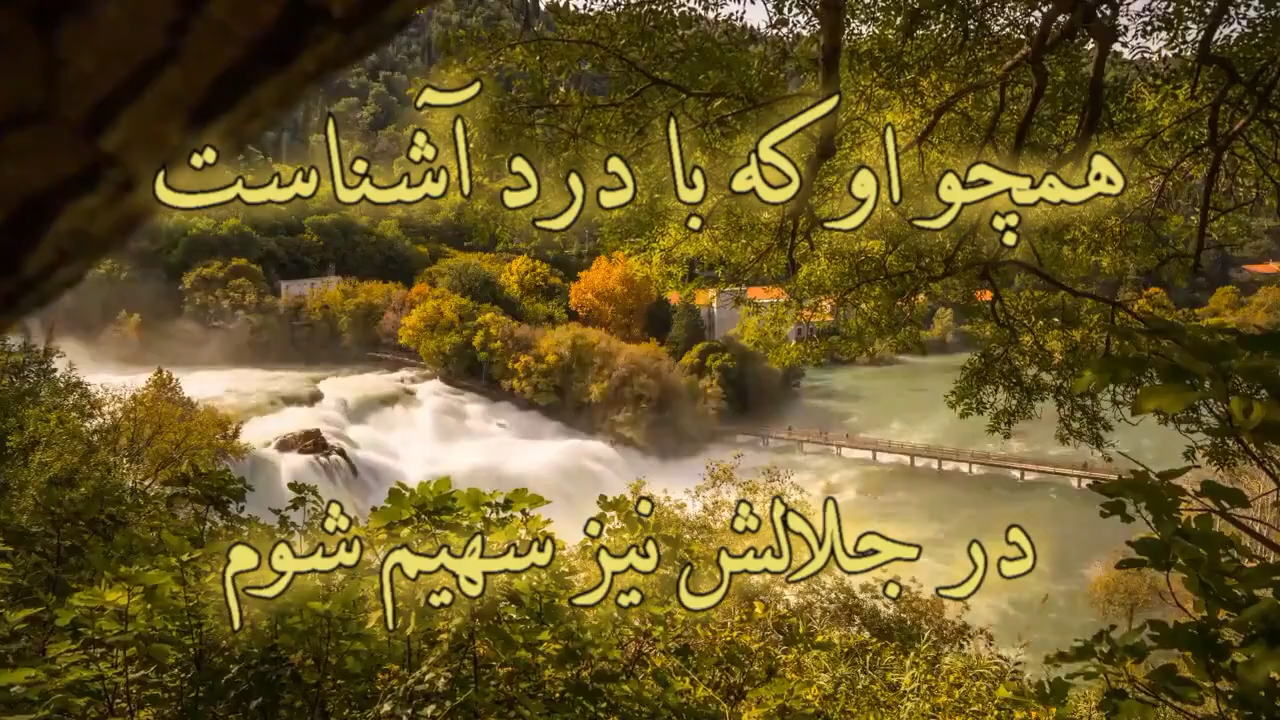 همچو او که با درد آشناست
در جلالش نیز سهیم شوم